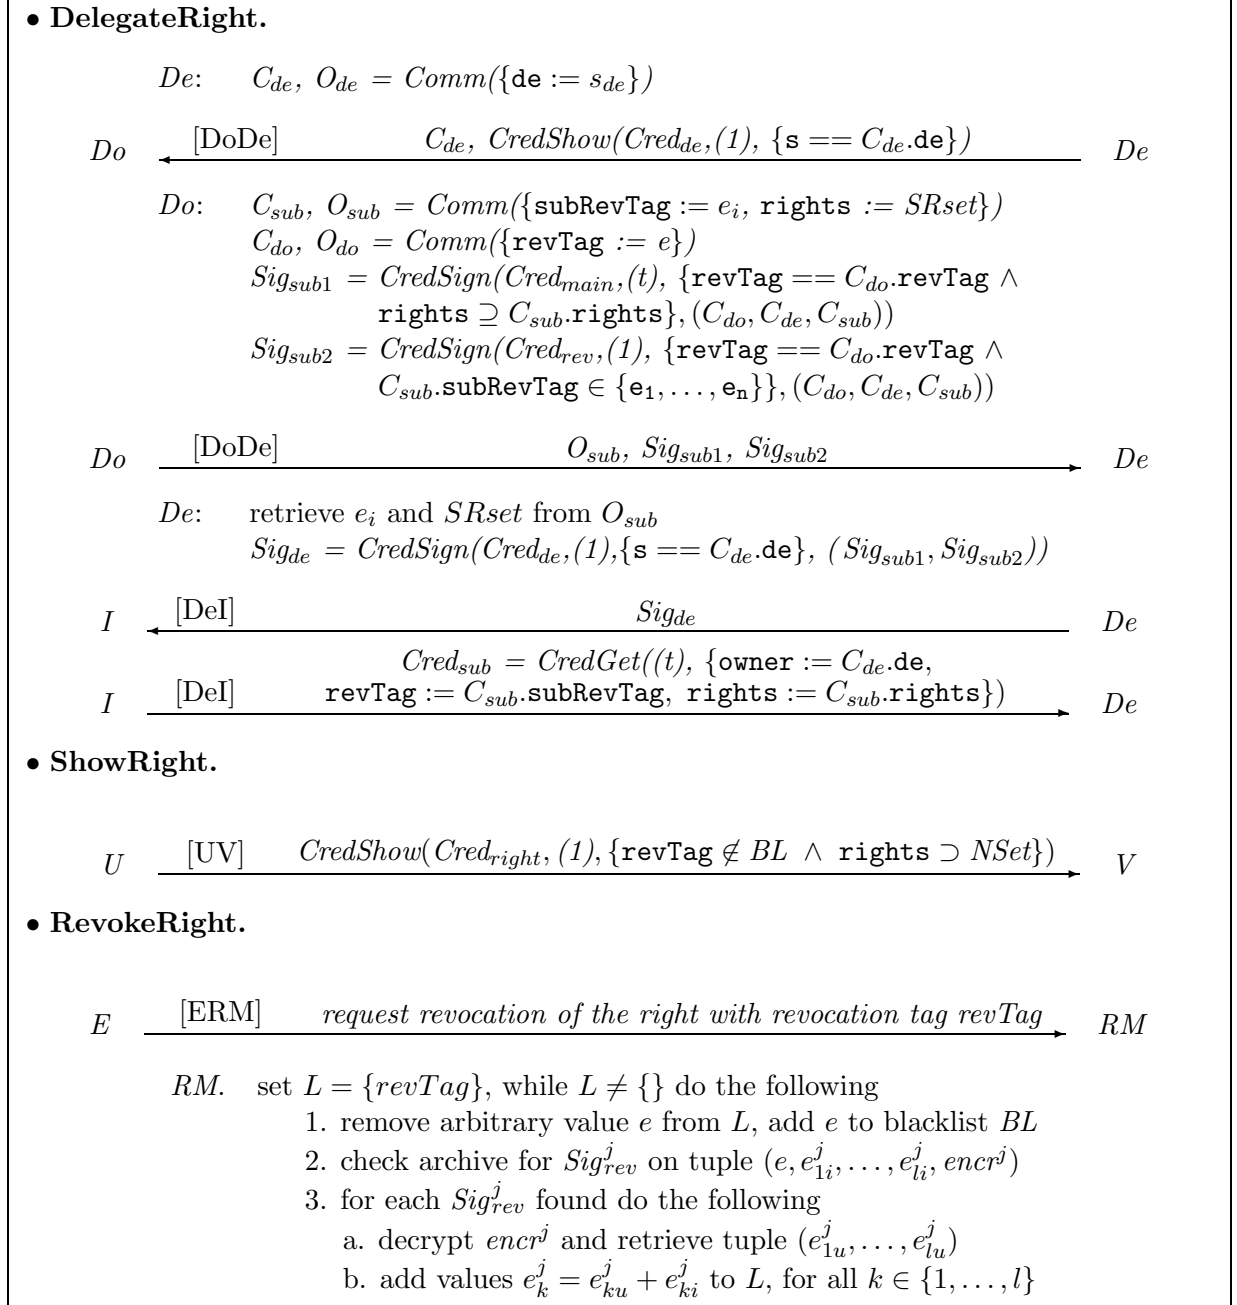 • DelegateRight.
De: C_de, O_de = Comm({de := s_de})
Do [DoDe] C_de, CredShow(Cred_de,(1), {s == C_de.de}) De
Do: C_sub, O_sub = Comm({subRevTag := e_i, rights := SRset})
C_do, O_do = Comm({revTag := e})
Sig_sub1 = CredSign(Cred_main,(t), {revTag == C_do.revTag ∧
rights ⊇ C_sub.rights}, (C_do, C_de, C_sub))
Sig_sub2 = CredSign(Cred_rev,(1), {revTag == C_do.revTag ∧
C_sub.subRevTag ∈ {e_1, . . . , e_n}}, (C_do, C_de, C_sub))
Do [DoDe] O_sub, Sig_sub1, Sig_sub2 De
De: retrieve e_i and SRset from O_sub
Sig_de = CredSign(Cred_de,(1),{s == C_de.de}, (Sig_sub1, Sig_sub2))
I [DeI] Sig_de De
Cred_sub = CredGet((t), {owner := C_de.de,
I [DeI] revTag := C_sub.subRevTag, rights := C_sub.rights}) De
• ShowRight.
U [UV] CredShow(Cred_right, (1), {revTag ∉ BL ∧ rights ⊃ NSet}) V
• RevokeRight.
E [ERM] request revocation of the right with revocation tag revTag RM
RM. set L = {revTag}, while L ≠ {} do the following
1. remove arbitrary value e from L, add e to blacklist BL
2. check archive for Sig^j_rev on tuple (e, e^j_1i, . . . , e^j_li, encr^j)
3. for each Sig^j_rev found do the following
a. decrypt encr^j and retrieve tuple (e^j_1u, . . . , e^j_lu)
b. add values e^j_k = e^j_ku + e^j_ki to L, for all k ∈ {1, . . . , l}